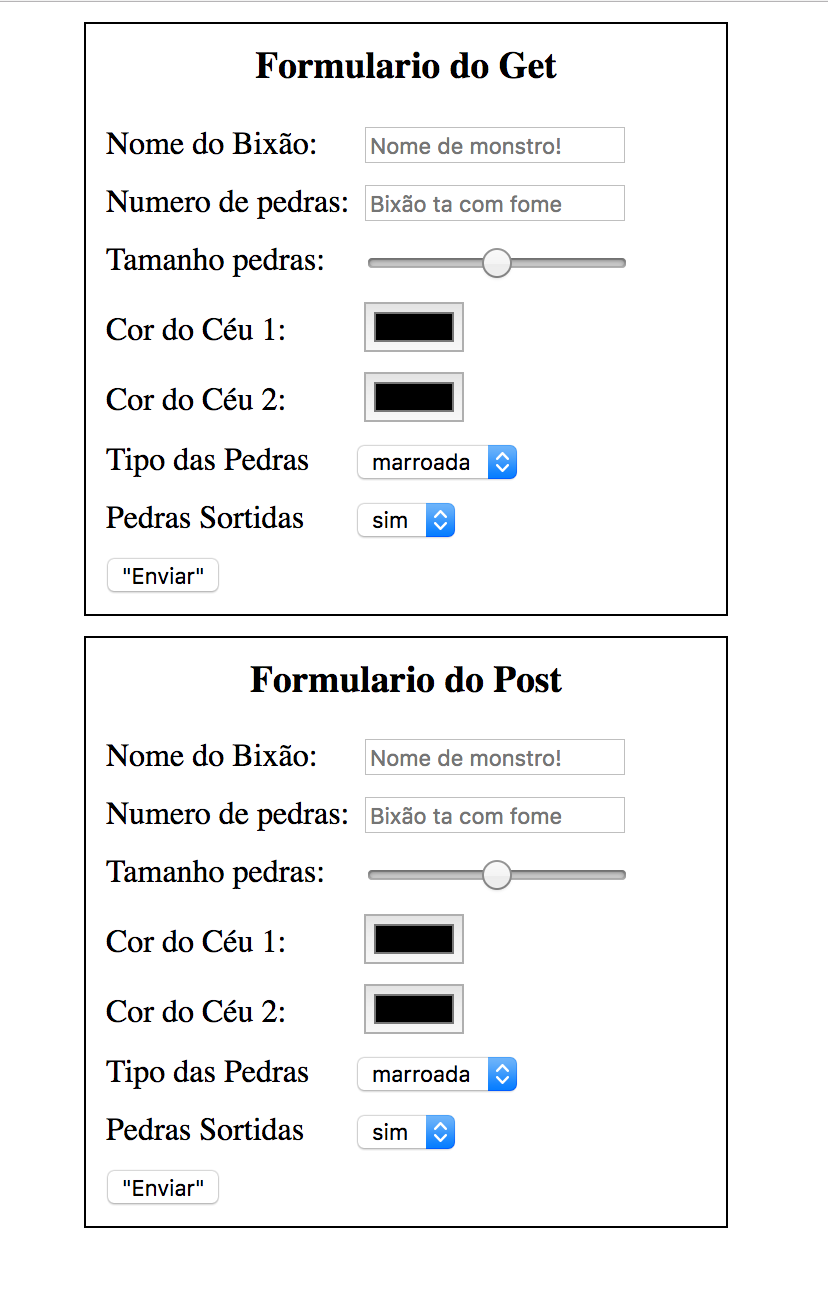 Formulario do Get
Nome do Bixão: Nome de monstro!
Numero de pedras: Bixão ta com fome
Tamanho pedras:
Cor do Céu 1:
Cor do Céu 2:
Tipo das Pedras marroada
Pedras Sortidas sim
"Enviar"
Formulario do Post
Nome do Bixão: Nome de monstro!
Numero de pedras: Bixão ta com fome
Tamanho pedras:
Cor do Céu 1:
Cor do Céu 2:
Tipo das Pedras marroada
Pedras Sortidas sim
"Enviar"